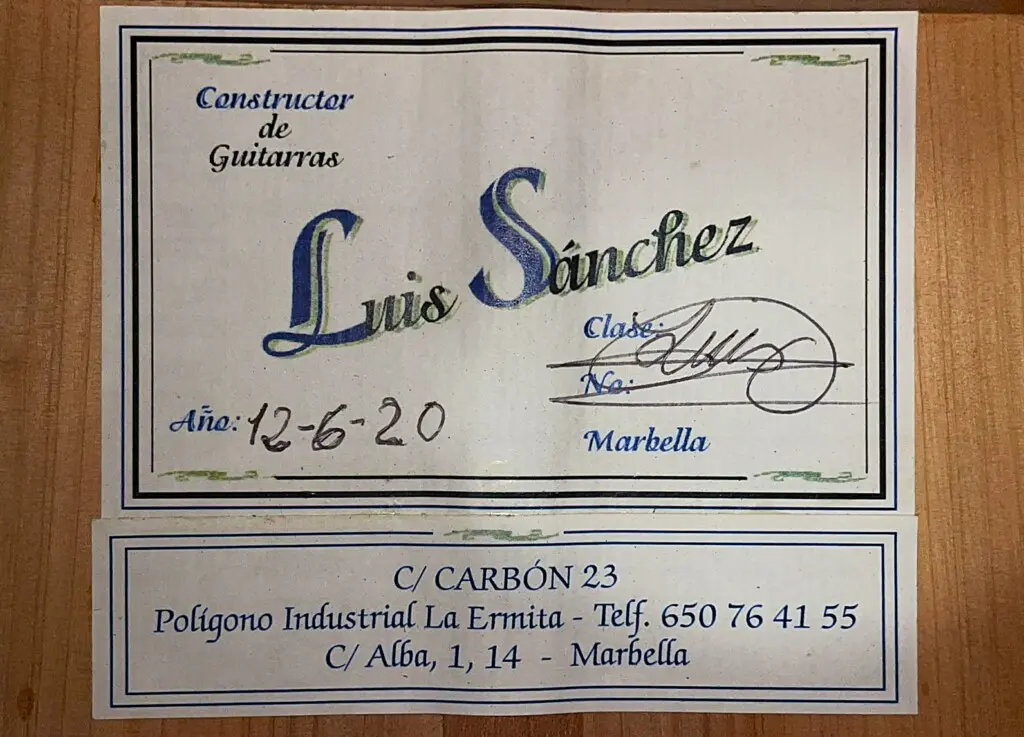 Constructor
de
Guitarras
Luis Sánchez
Clase:
No:
Año: 12-6-20
Marbella
C/ CARBÓN 23
Polígono Industrial La Ermita - Telf. 650 76 41 55
C/ Alba, 1, 14 - Marbella